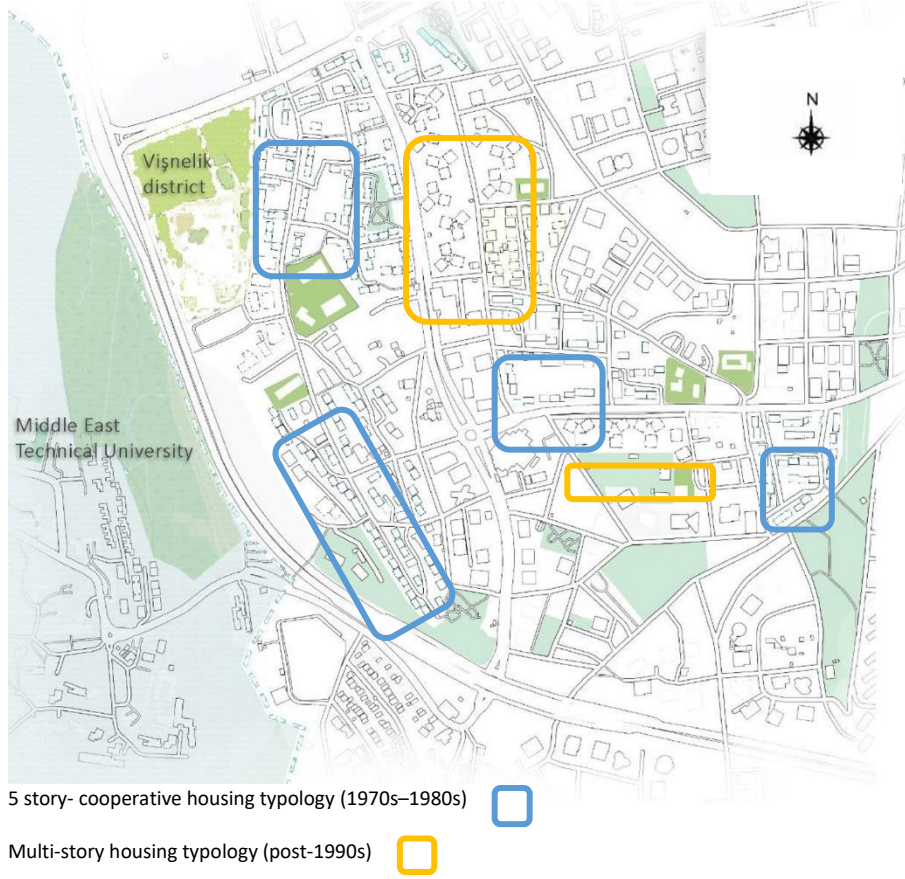 N
Vişnelik
district
Middle East
Technical University
5 story- cooperative housing typology (1970s–1980s)
Multi-story housing typology (post-1990s)